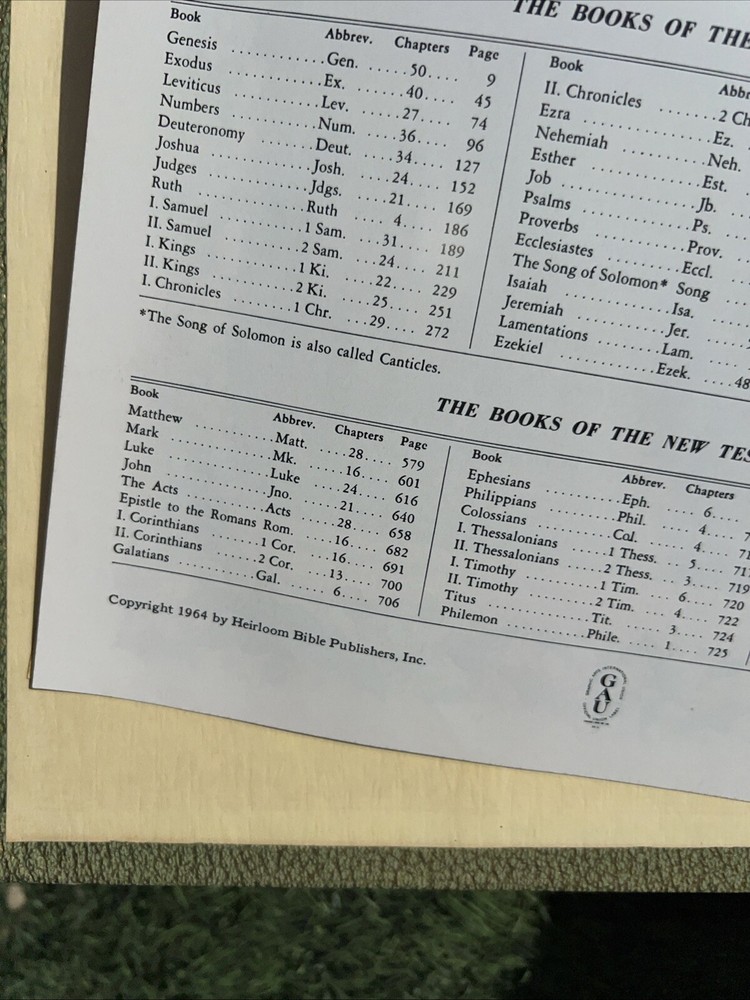 THE BOOKS OF THE
Book Abbrev. Chapters Page
Genesis ............Gen. .....50.... 9
Exodus ............Ex. ......40.... 45
Leviticus ............Lev. .....27.... 74
Numbers ............Num. .....36.... 96
Deuteronomy ........Deut. .....34.... 127
Joshua ............Josh. .....24.... 152
Judges ............Jdgs. .....21.... 169
Ruth ............Ruth ..... 4.... 186
I. Samuel ..........1 Sam. ....31.... 189
II. Samuel .........2 Sam. ....24.... 211
I. Kings ..........1 Ki. .....22.... 229
II. Kings ..........2 Ki. .....25.... 251
I. Chronicles ........1 Chr. ...29.... 272
Book Abbr
II. Chronicles .......2 Ch
Ezra ............Ez.
Nehemiah ..........Neh.
Esther ............Est.
Job ............Jb.
Psalms ............Ps.
Proverbs ..........Prov.
Ecclesiastes ........Eccl.
The Song of Solomon* Song
Isaiah ............Isa.
Jeremiah ..........Jer.
Lamentations ........Lam.
Ezekiel ............Ezek. ....48
*The Song of Solomon is also called Canticles.
THE BOOKS OF THE NEW TES
Book Abbrev. Chapters Page
Matthew ............Matt. ....28.... 579
Mark ............Mk. .....16.... 601
Luke ............Luke ....24.... 616
John ............Jno. .....21.... 640
The Acts ..........Acts .....28.... 658
Epistle to the Romans Rom. .....16.... 682
I. Corinthians ........1 Cor. ....16.... 691
II. Corinthians .......2 Cor. ...13.... 700
Galatians ..........Gal. ..... 6.... 706
Book Abbrev. Chapters
Ephesians ..........Eph. ..... 6....
Philippians .........Phil. .... 4.... 7
Colossians .........Col. ..... 4.... 71
I. Thessalonians .....1 Thess. .... 5.... 71
II. Thessalonians ....2 Thess. ... 3.... 719
I. Timothy .........1 Tim. .... 6.... 720
II. Timothy ........2 Tim. .... 4.... 722
Titus ............Tit. ..... 3.... 724
Philemon ..........Phile. .... 1.... 725
Copyright 1964 by Heirloom Bible Publishers, Inc.
GAU